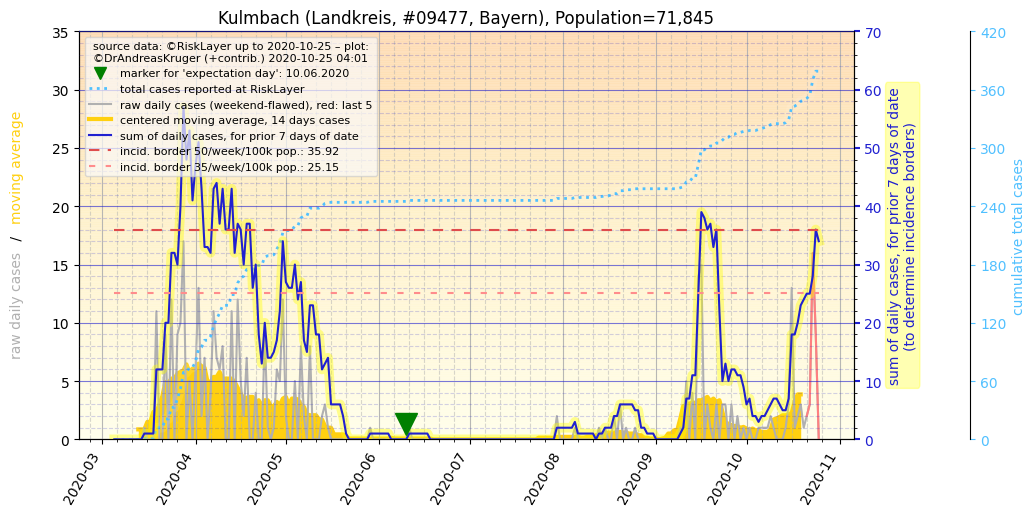 Kulmbach (Landkreis, #09477, Bayern), Population=71,845
source data: ©RiskLayer up to 2020-10-25 – plot:
©DrAndreasKruger (+contrib.) 2020-10-25 04:01
marker for 'expectation day': 10.06.2020
total cases reported at RiskLayer
raw daily cases (weekend-flawed), red: last 5
centered moving average, 14 days cases
sum of daily cases, for prior 7 days of date
incid. border 50/week/100k pop.: 35.92
incid. border 35/week/100k pop.: 25.15
raw daily cases / moving average
35
30
25
20
15
10
5
0
2020-03
2020-04
2020-05
2020-06
2020-07
2020-08
2020-09
2020-10
2020-11
70
60
50
40
30
20
10
0
sum of daily cases, for prior 7 days of date
(to determine incidence borders)
420
360
300
240
180
120
60
0
cumulative total cases